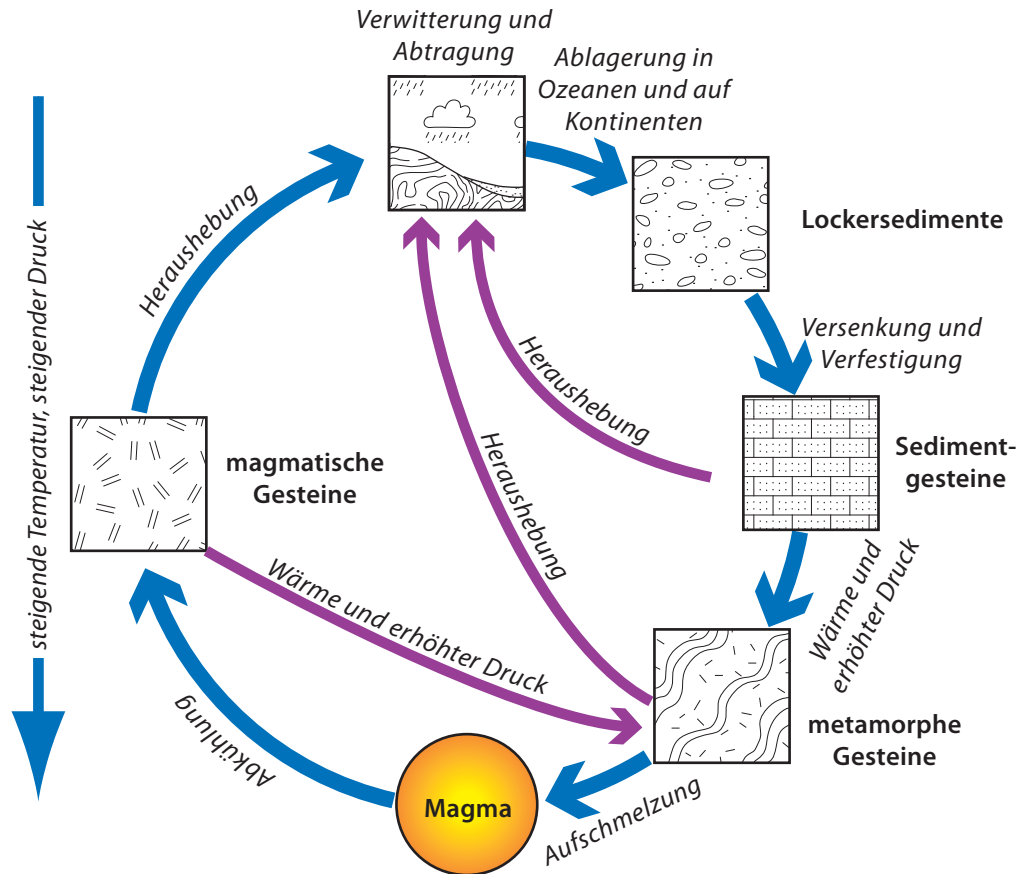 Verwitterung und
Abtragung
Ablagerung in
Ozeanen und auf
Kontinenten
Lockersedimente
Versenkung und
Verfestigung
Sediment-
gesteine
Wärme und
erhöhter Druck
metamorphe
Gesteine
Aufschmelzung
Magma
Abkühlung
magmatische
Gesteine
Heraushebung
Heraushebung
Heraushebung
Wärme und erhöhter Druck
steigende Temperatur, steigender Druck